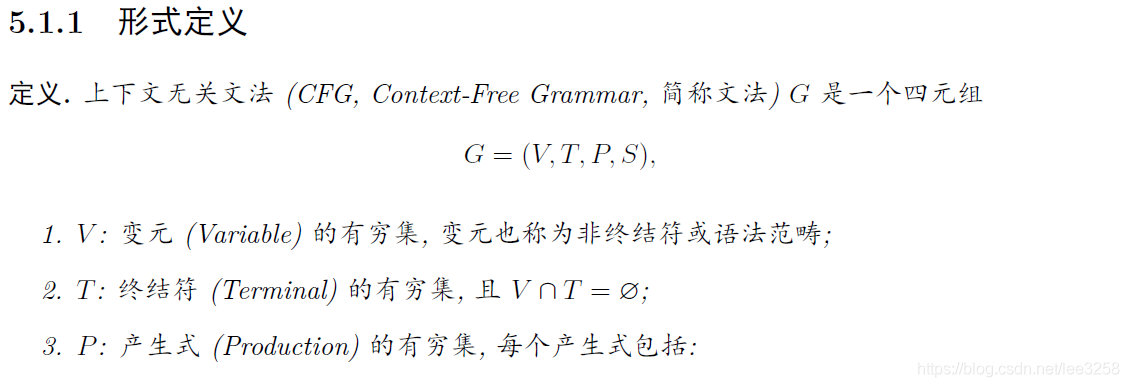 5.1.1 形式定义
定义. 上下文无关文法 (CFG, Context-Free Grammar, 简称文法) G 是一个四元组
G = (V, T, P, S),
1. V: 变元 (Variable) 的有穷集, 变元也称为非终结符或语法范畴;
2. T: 终结符 (Terminal) 的有穷集, 且 V ∩ T = ∅;
3. P: 产生式 (Production) 的有穷集, 每个产生式包括:
https://blog.csdn.net/lee3258